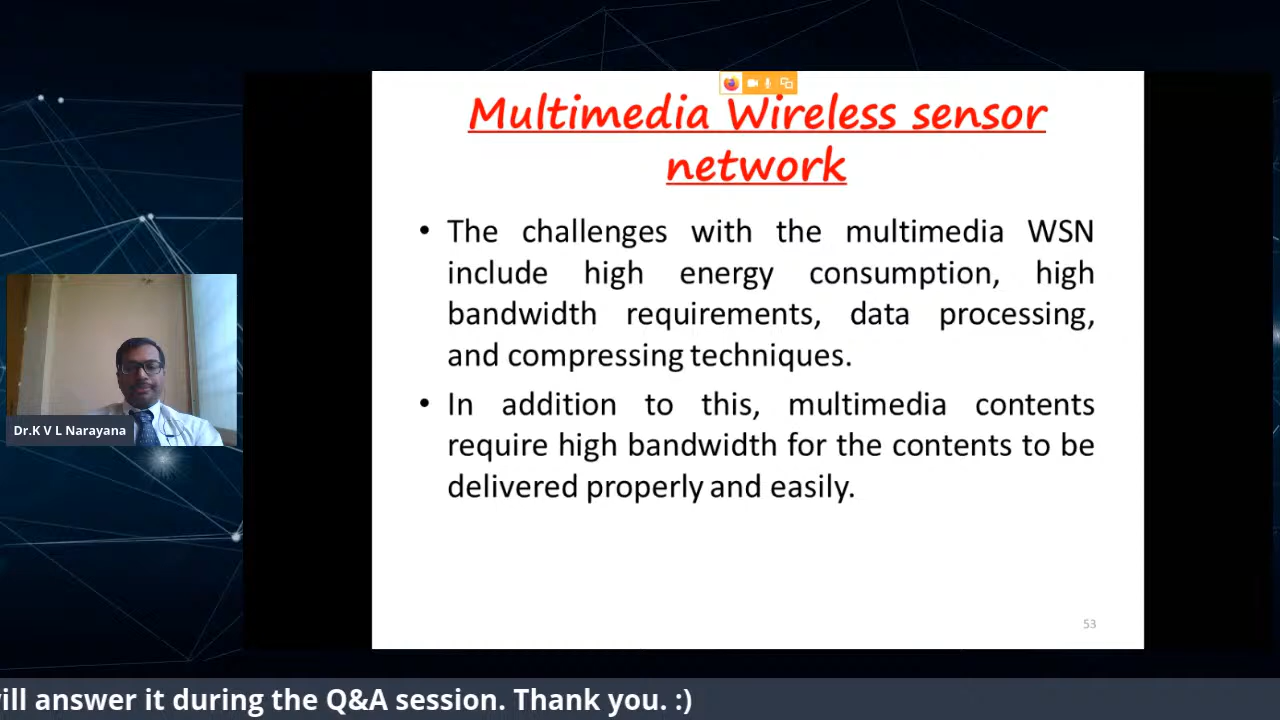 Multimedia Wireless sensor
network
• The challenges with the multimedia WSN
include high energy consumption, high
bandwidth requirements, data processing,
and compressing techniques.
• In addition to this, multimedia contents
require high bandwidth for the contents to be
delivered properly and easily.
53
Dr.K V L Narayana
will answer it during the Q&A session. Thank you. :)